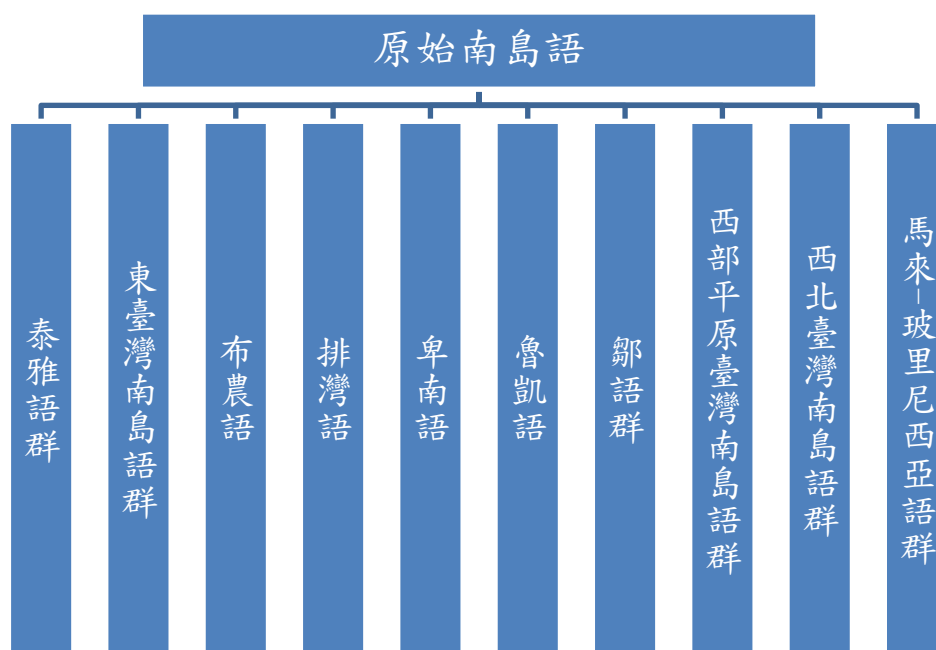 原始南島語
泰雅語群
東臺灣南島語群
布農語
排灣語
卑南語
魯凱語
鄒語群
西部平原臺灣南島語群
西北臺灣南島語群
馬來–玻里尼西亞語群